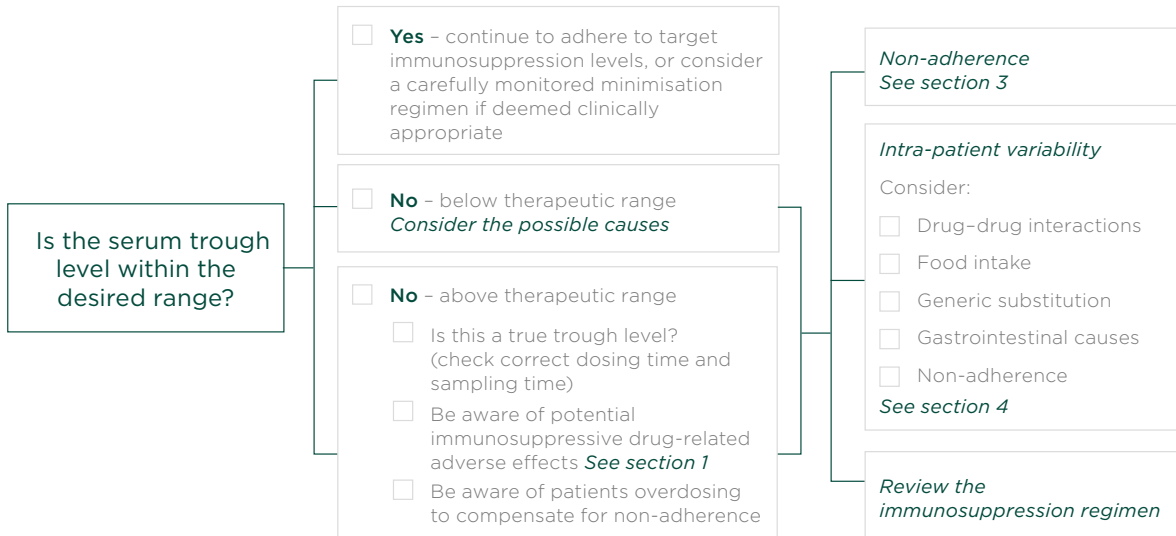 Is the serum trough
level within the
desired range?
Yes – continue to adhere to target
immunosuppression levels, or consider
a carefully monitored minimisation
regimen if deemed clinically
appropriate
No – below therapeutic range
Consider the possible causes
No – above therapeutic range
Is this a true trough level?
(check correct dosing time and
sampling time)
Be aware of potential
immunosuppressive drug-related
adverse effects See section 1
Be aware of patients overdosing
to compensate for non-adherence
Non-adherence
See section 3
Intra-patient variability
Consider:
Drug–drug interactions
Food intake
Generic substitution
Gastrointestinal causes
Non-adherence
See section 4
Review the
immunosuppression regimen